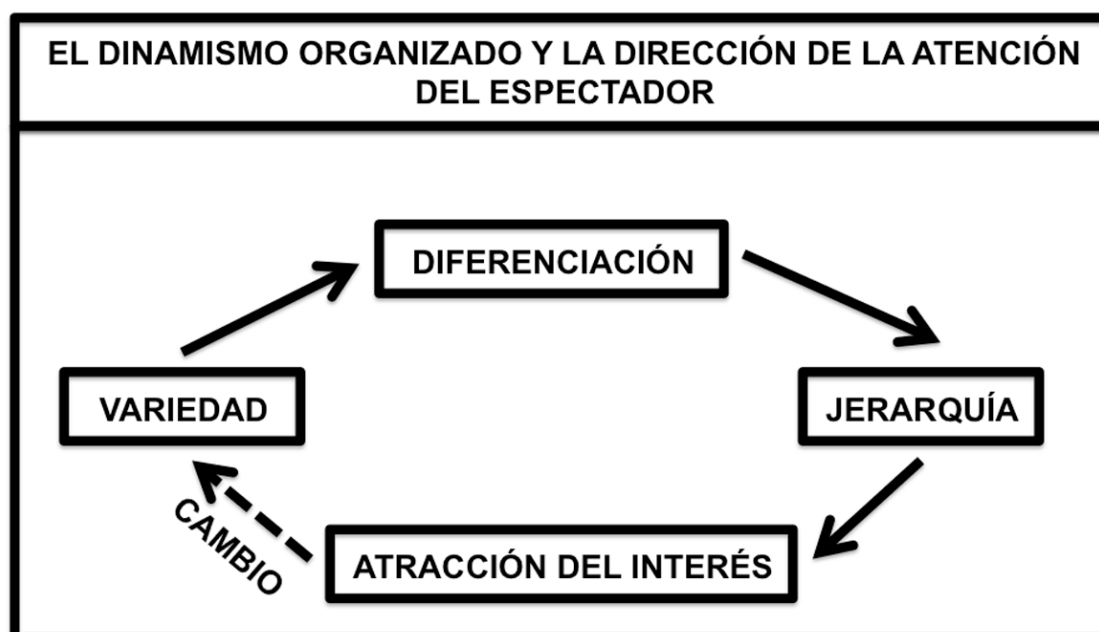 EL DINAMISMO ORGANIZADO Y LA DIRECCIÓN DE LA ATENCIÓN
DEL ESPECTADOR
DIFERENCIACIÓN
VARIEDAD
JERARQUÍA
CAMBIO
ATRACCIÓN DEL INTERÉS